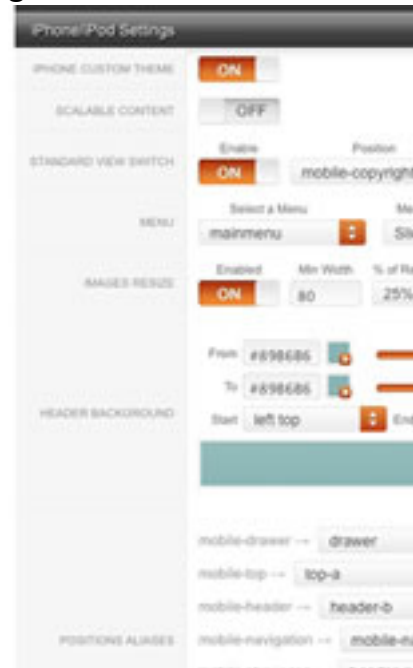 iPhone/iPod Settings
IPHONE CUSTOM THEME ON
SCALABLE CONTENT OFF
Enable Position
STANDARD VIEW SWITCH ON mobile-copyright
Select a Menu
MENU mainmenu
Enabled Min Width % of
IMAGES RESIZE ON 80 25%
From #898686
To #898686
HEADER BACKGROUND
Start left top
mobile-drawer → drawer
mobile-top → top-a
mobile-header → header-b
POSITIONS ALIASES mobile-navigation →